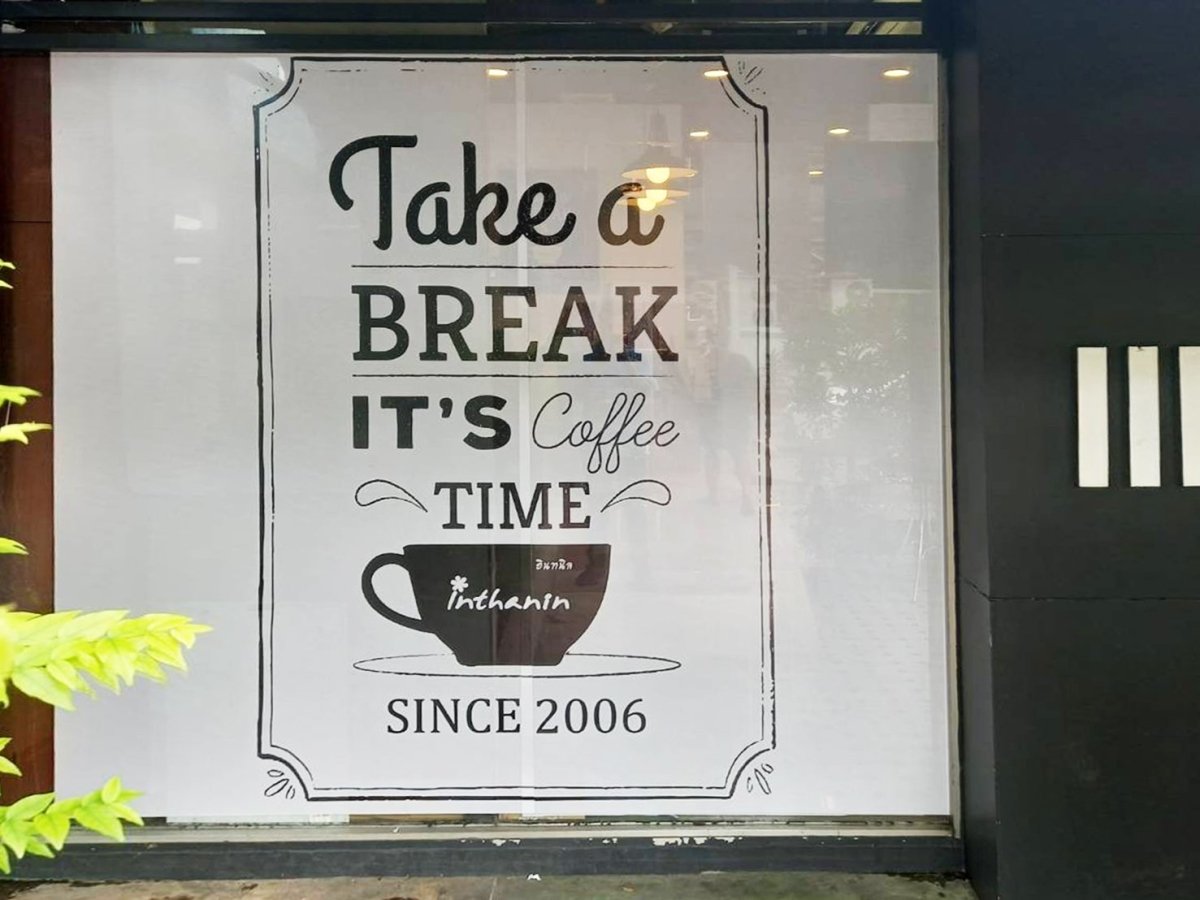 Take a
BREAK
IT'S Coffee
TIME
อินทนิล
inthanin
SINCE 2006